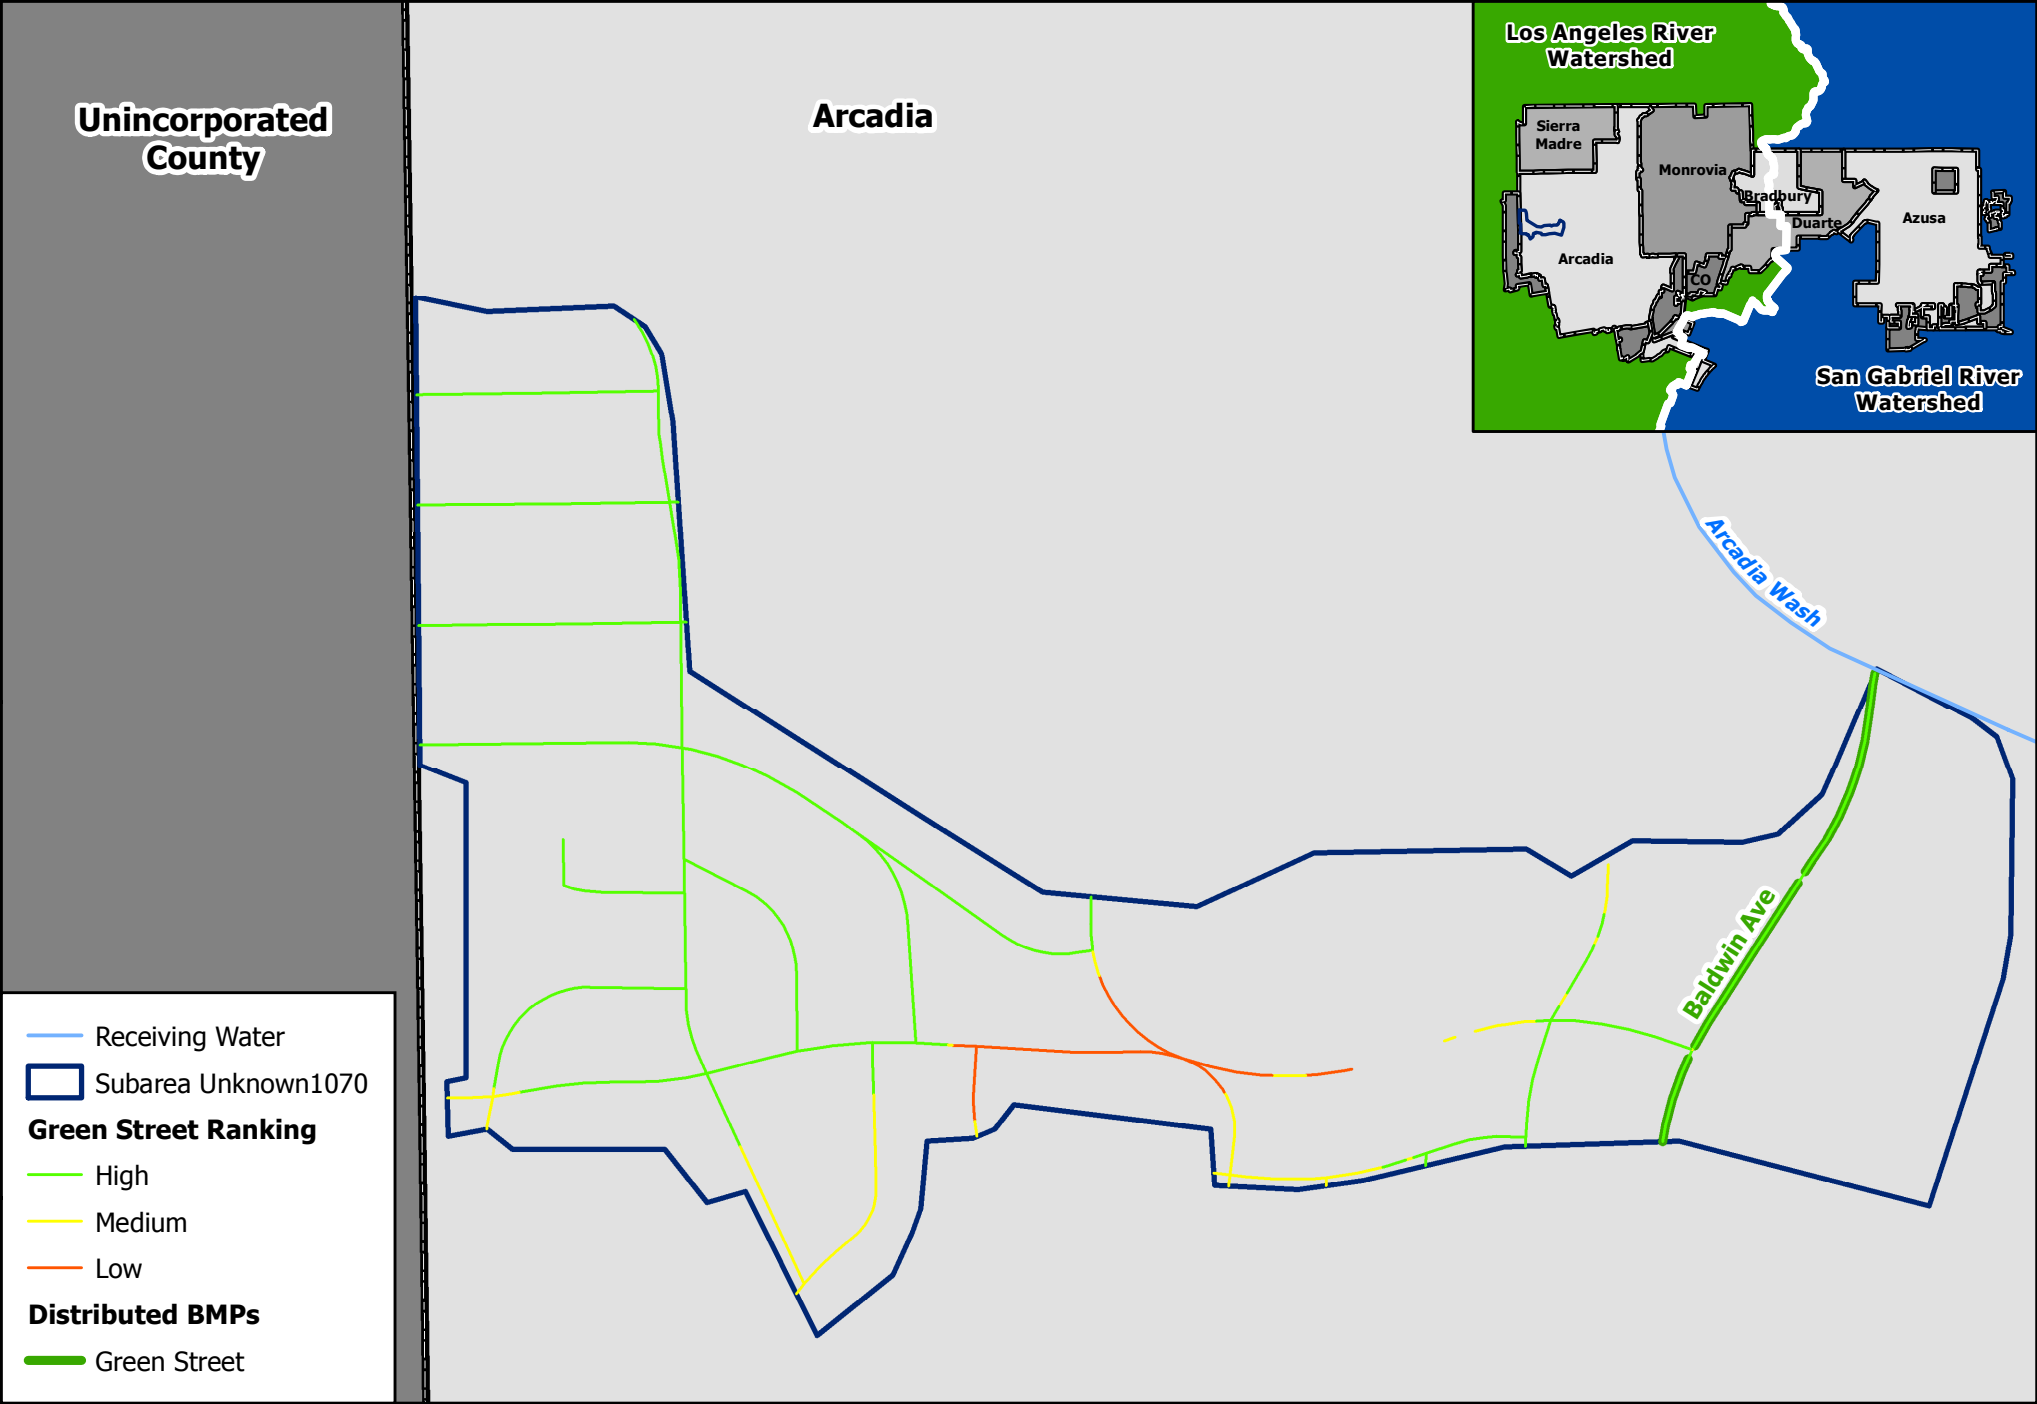 Unincorporated
County
Arcadia
Los Angeles River
Watershed
Sierra
Madre
Monrovia
Bradbury
Duarte
Azusa
Arcadia
CO
San Gabriel River
Watershed
Arcadia Wash
Baldwin Ave
Receiving Water
Subarea Unknown1070
Green Street Ranking
High
Medium
Low
Distributed BMPs
Green Street